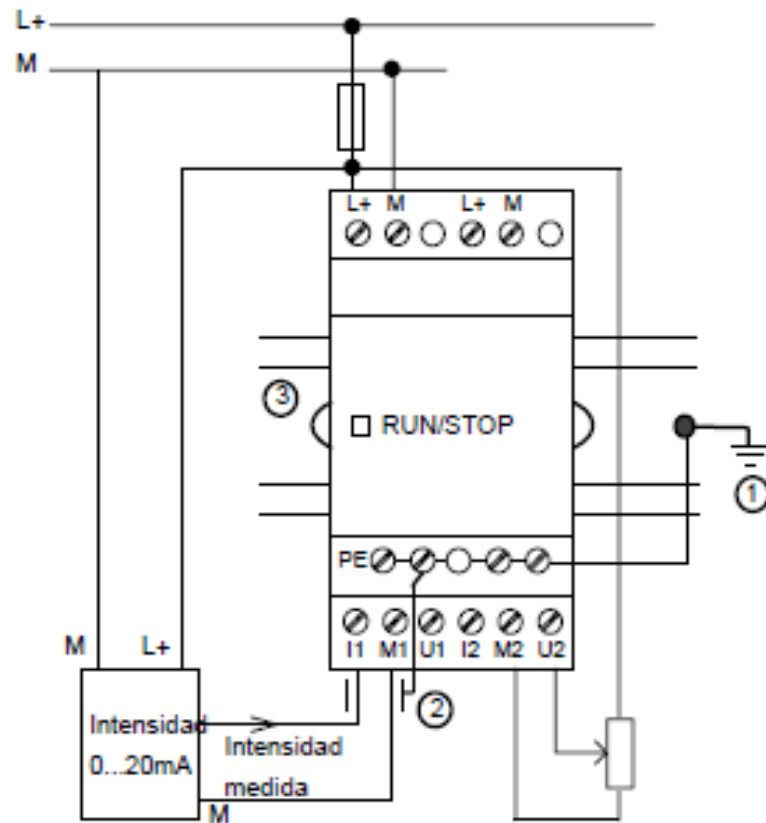 L+
M
L+ M L+ M
3
RUN/STOP
1
PE
I1 M1 U1 I2 M2 U2
M L+
2
Intensidad
0...20mA
Intensidad
medida
M